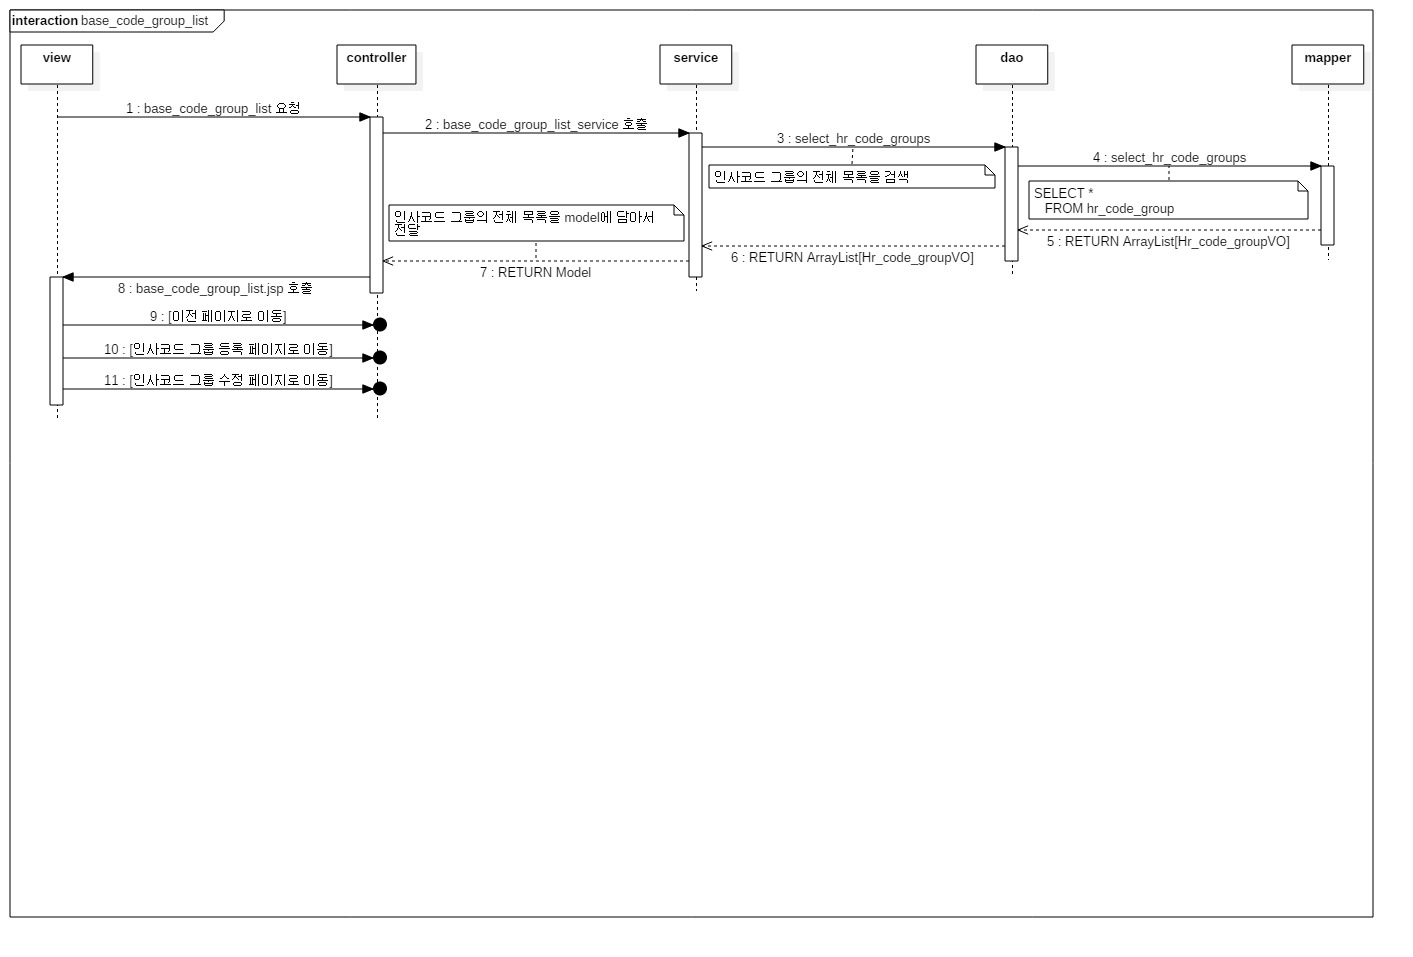 interaction base_code_group_list
view
controller
service
dao
mapper
1 : base_code_group_list 요청
2 : base_code_group_list_service 호출
3 : select_hr_code_groups
4 : select_hr_code_groups
인사코드 그룹의 전체 목록을 검색
SELECT *
FROM hr_code_group
인사코드 그룹의 전체 목록을 model에 담아서
전달
5 : RETURN ArrayList[Hr_code_groupVO]
6 : RETURN ArrayList[Hr_code_groupVO]
7 : RETURN Model
8 : base_code_group_list.jsp 호출
9 : [이전 페이지로 이동]
10 : [인사코드 그룹 등록 페이지로 이동]
11 : [인사코드 그룹 수정 페이지로 이동]